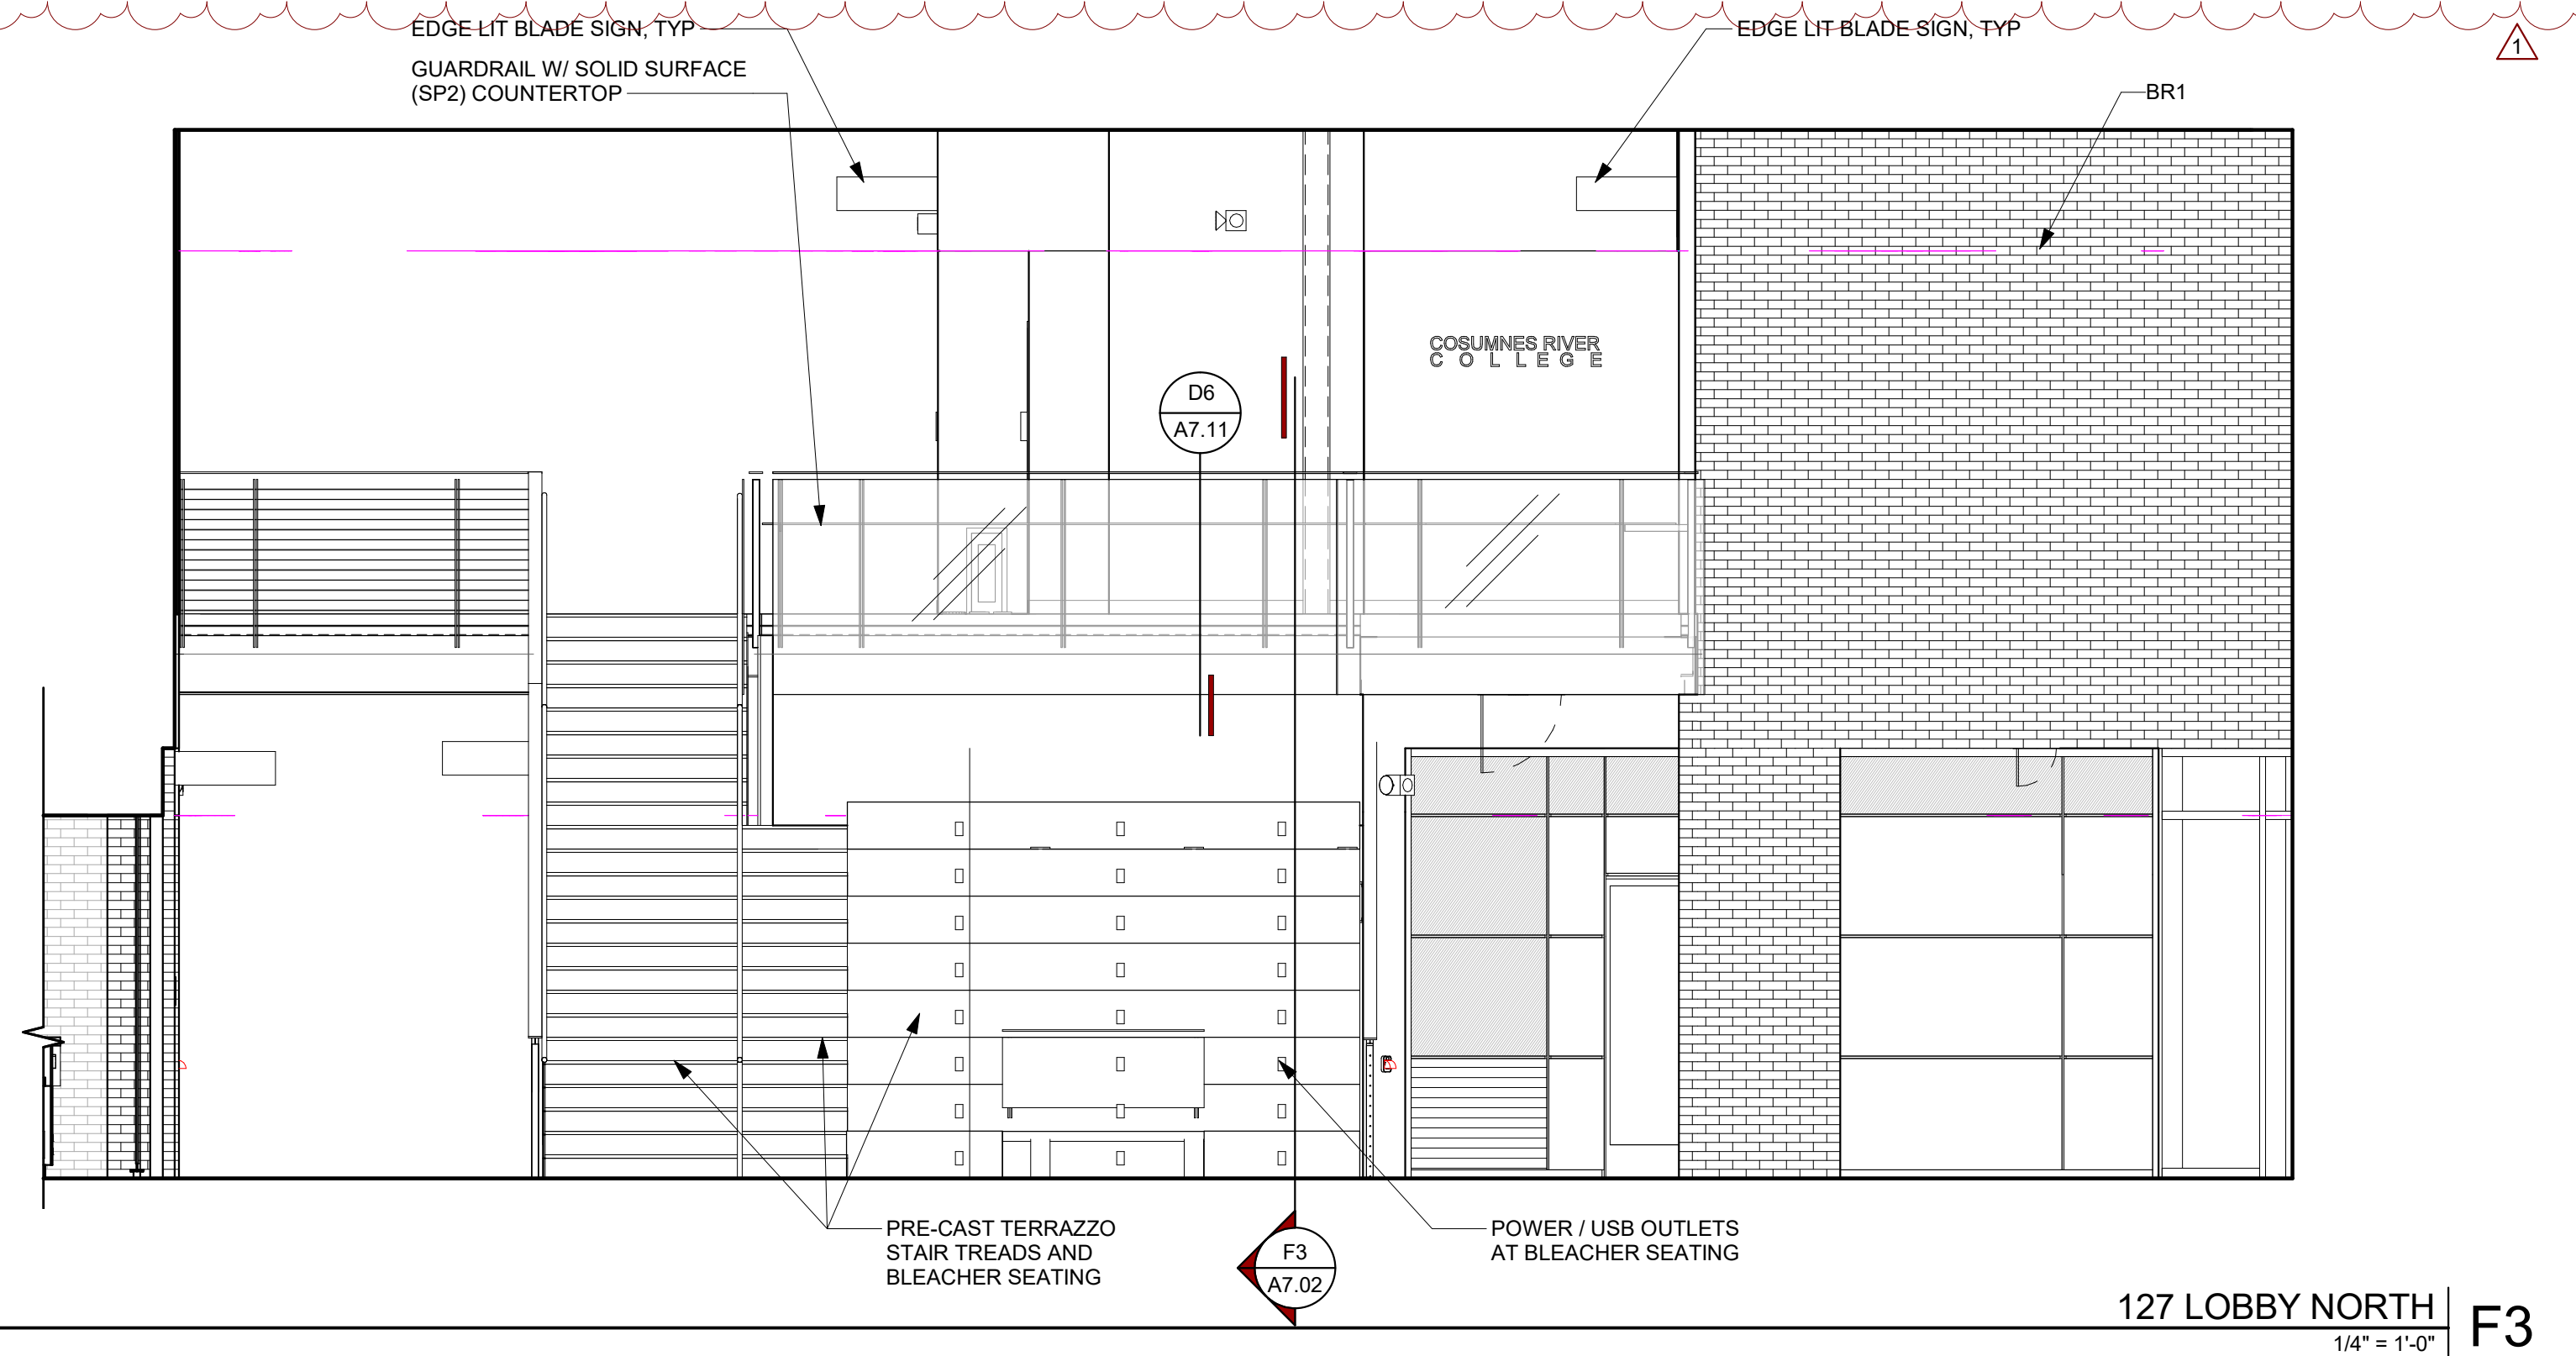 EDGE LIT BLADE SIGN, TYP
EDGE LIT BLADE SIGN, TYP
1
GUARDRAIL W/ SOLID SURFACE
(SP2) COUNTERTOP
BR1
COSUMNES RIVER
COLLEGE
D6
A7.11
PRE-CAST TERRAZZO
STAIR TREADS AND
BLEACHER SEATING
F3
A7.02
POWER / USB OUTLETS
AT BLEACHER SEATING
127 LOBBY NORTH
1/4" = 1'-0"
F3